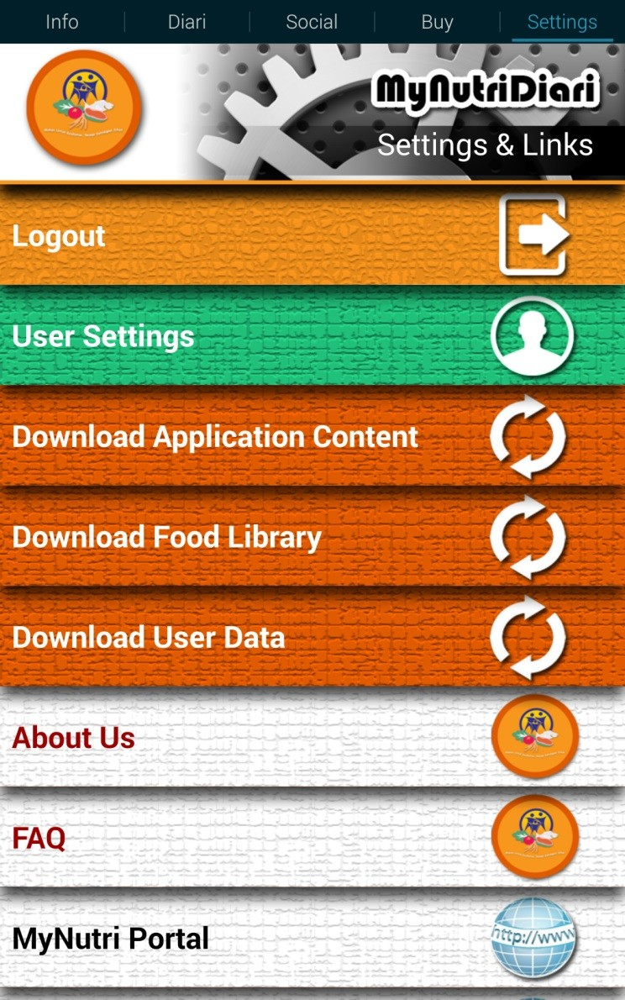 Info
Diari
Social
Buy
Settings
MyNutriDiari
Settings & Links
Logout
User Settings
Download Application Content
Download Food Library
Download User Data
About Us
FAQ
MyNutri Portal
http://www